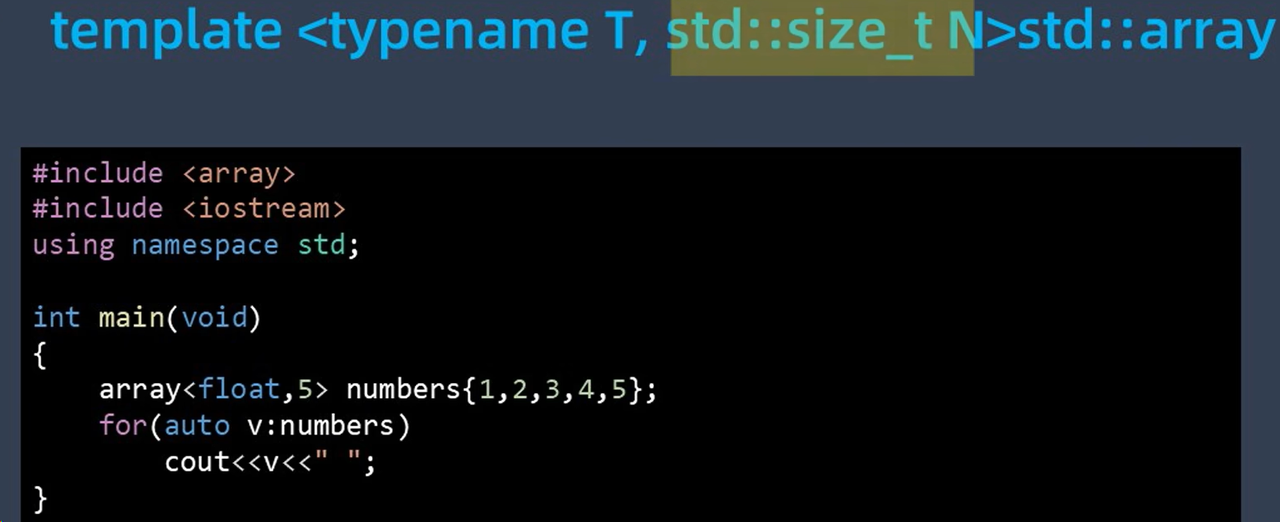 template <typename T, std::size_t N>std::array
#include <array>
#include <iostream>
using namespace std;
int main(void)
{
    array<float,5> numbers{1,2,3,4,5};
    for(auto v:numbers)
        cout<<v<<" ";
}